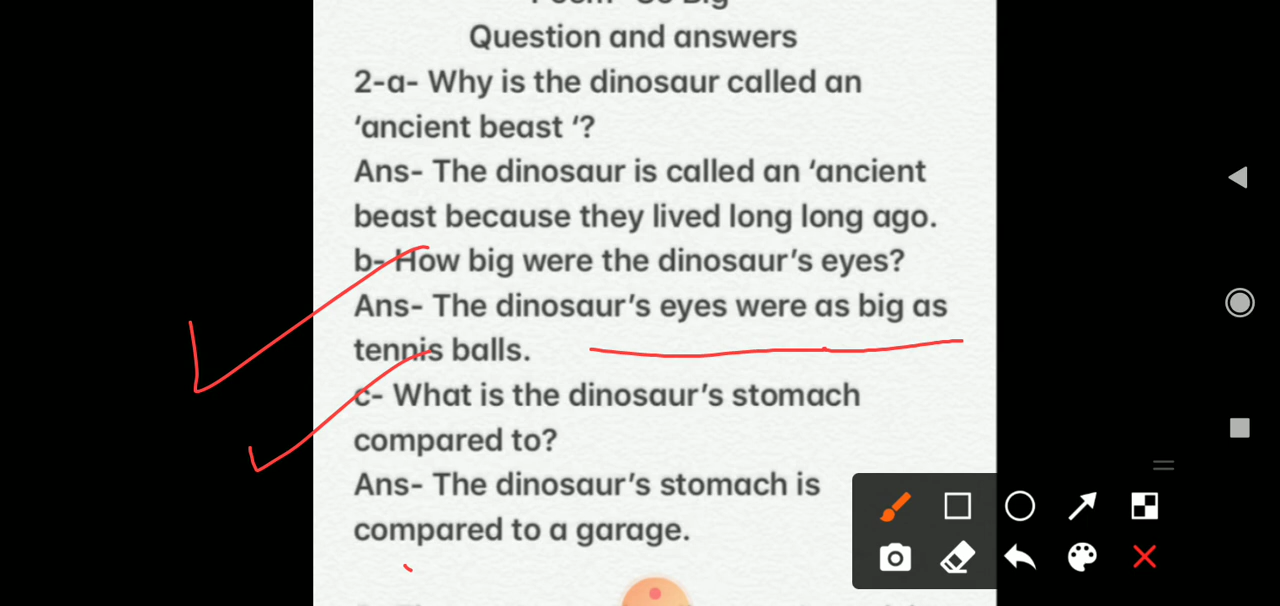 Poem- So Big
Question and answers
2-a- Why is the dinosaur called an
‘ancient beast ‘?
Ans- The dinosaur is called an ‘ancient
beast because they lived long long ago.
b- How big were the dinosaur’s eyes?
Ans- The dinosaur’s eyes were as big as
tennis balls.
c- What is the dinosaur’s stomach
compared to?
Ans- The dinosaur’s stomach is
compared to a garage.